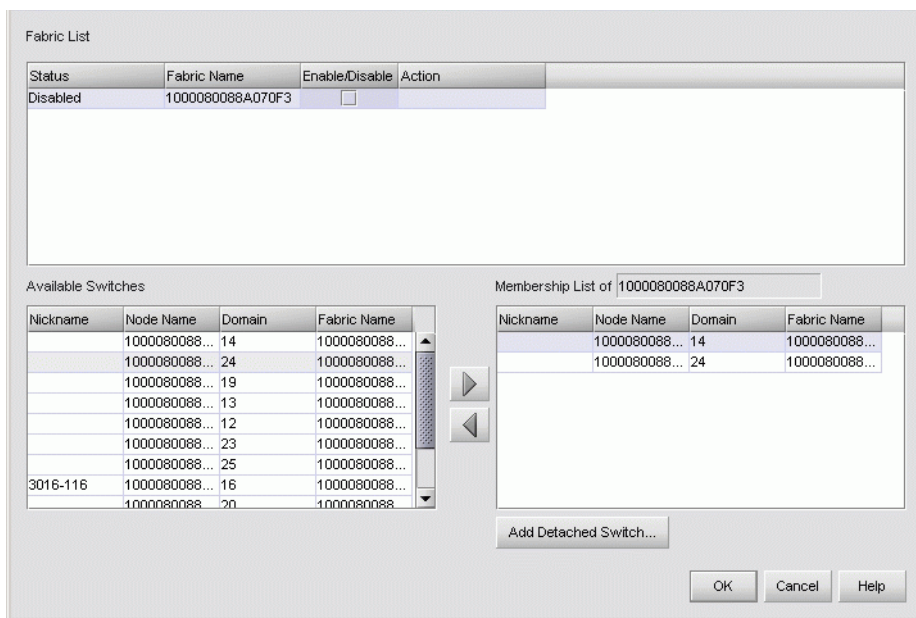 Fabric List
Status Fabric Name Enable/Disable Action
Disabled 1000080088A070F3
Available Switches
Nickname Node Name Domain Fabric Name
1000080088... 14 1000080088...
1000080088... 24 1000080088...
1000080088... 19 1000080088...
1000080088... 13 1000080088...
1000080088... 12 1000080088...
1000080088... 23 1000080088...
1000080088... 25 1000080088...
3016-116 1000080088... 16 1000080088...
1000080088... 20 1000080088...
Membership List of 1000080088A070F3
Nickname Node Name Domain Fabric Name
1000080088... 14 1000080088...
1000080088... 24 1000080088...
Add Detached Switch...
OK Cancel Help